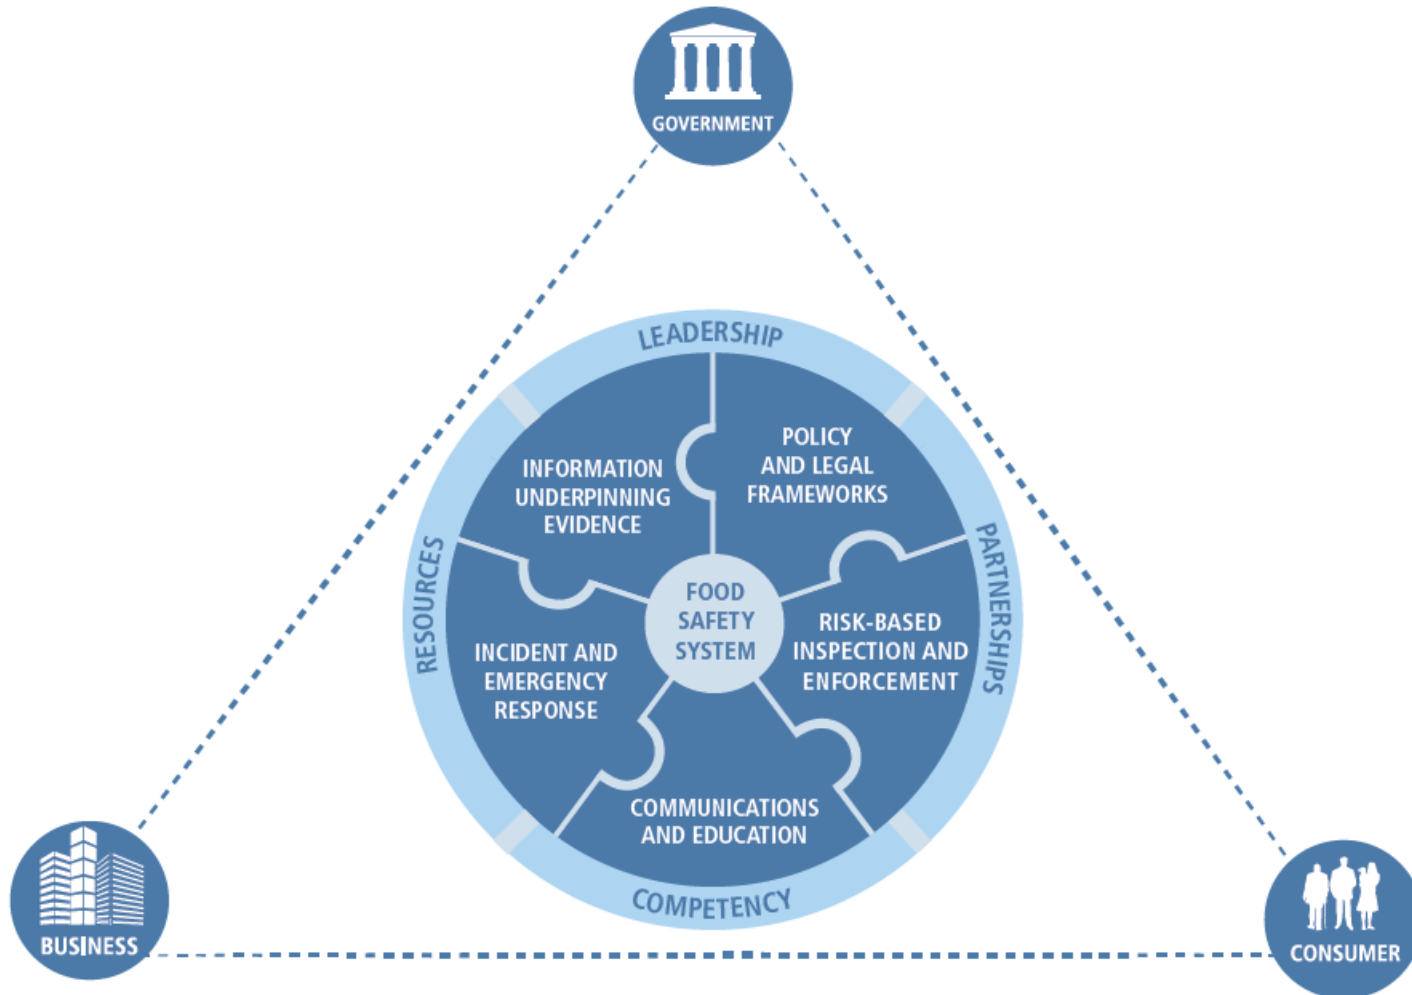 GOVERNMENT
LEADERSHIP
POLICY
AND LEGAL
FRAMEWORKS
INFORMATION
UNDERPINNING
EVIDENCE
RESOURCES
PARTNERSHIPS
FOOD
SAFETY
SYSTEM
RISK-BASED
INSPECTION AND
ENFORCEMENT
INCIDENT AND
EMERGENCY
RESPONSE
COMMUNICATIONS
AND EDUCATION
COMPETENCY
BUSINESS
CONSUMER